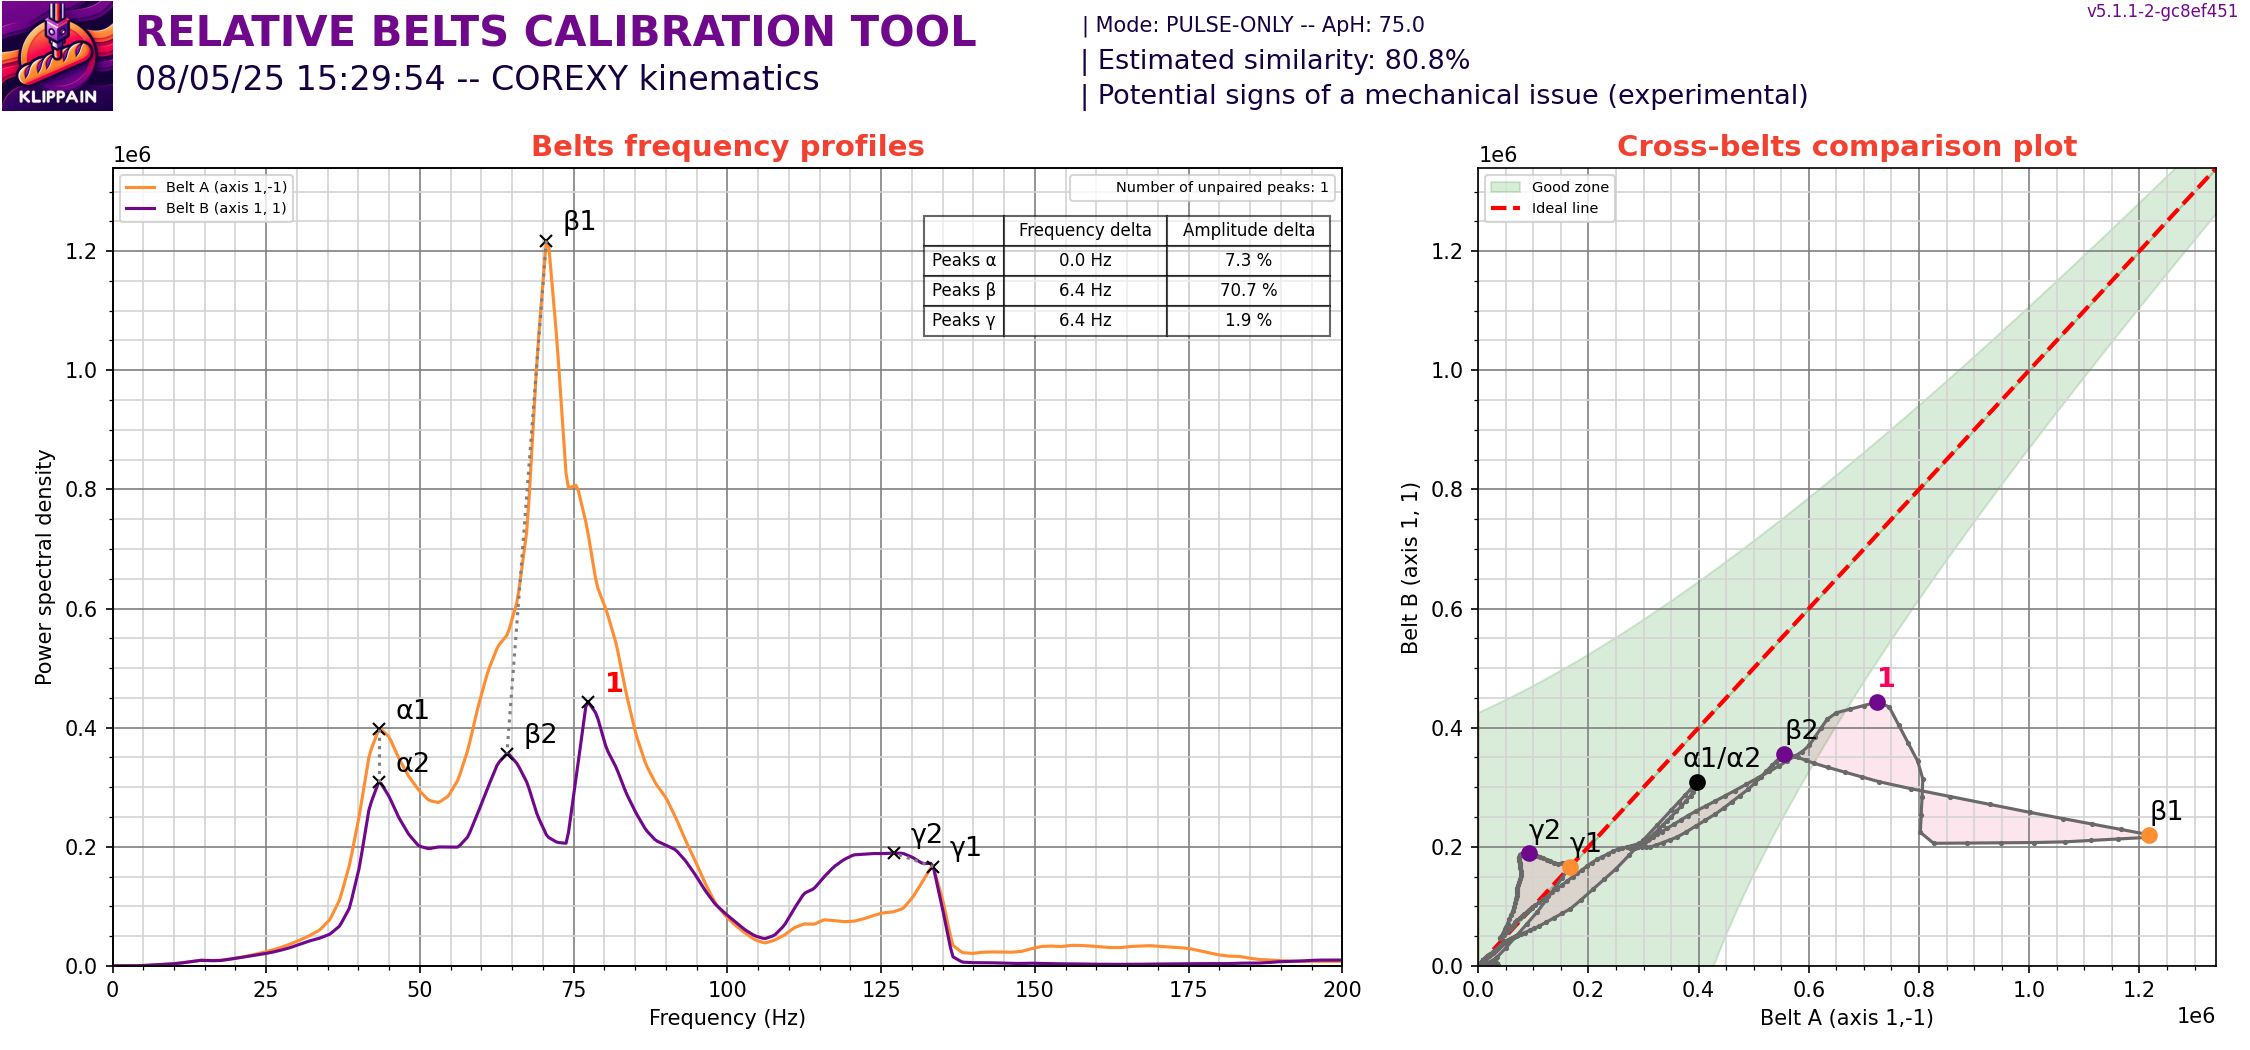 KLIPPAIN
RELATIVE BELTS CALIBRATION TOOL
08/05/25 15:29:54 -- COREXY kinematics
| Mode: PULSE-ONLY -- ApH: 75.0
| Estimated similarity: 80.8%
| Potential signs of a mechanical issue (experimental)
v5.1.1-2-gc8ef451
Belts frequency profiles
1e6
Belt A (axis 1,-1)
Belt B (axis 1, 1)
Number of unpaired peaks: 1
Frequency delta Amplitude delta
Peaks α 0.0 Hz 7.3 %
Peaks β 6.4 Hz 70.7 %
Peaks γ 6.4 Hz 1.9 %
β1
1
α1
β2
α2
γ2
γ1
1.2
1.0
0.8
0.6
0.4
0.2
0.0
Power spectral density
0 25 50 75 100 125 150 175 200
Frequency (Hz)
Cross-belts comparison plot
1e6
Good zone
Ideal line
1
β2
α1/α2
β1
γ2
γ1
1.2
1.0
0.8
0.6
0.4
0.2
0.0
Belt B (axis 1, 1)
0.0 0.2 0.4 0.6 0.8 1.0 1.2
Belt A (axis 1,-1)
1e6